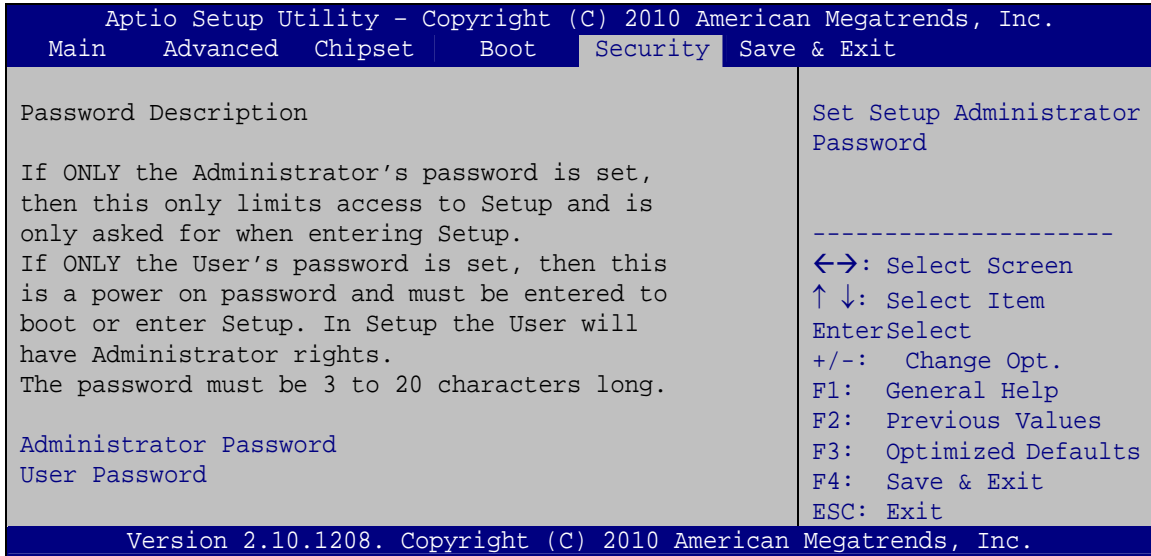 Aptio Setup Utility – Copyright (C) 2010 American Megatrends, Inc.
Main Advanced Chipset Boot Security Save & Exit
Password Description
If ONLY the Administrator’s password is set,
then this only limits access to Setup and is
only asked for when entering Setup.
If ONLY the User’s password is set, then this
is a power on password and must be entered to
boot or enter Setup. In Setup the User will
have Administrator rights.
The password must be 3 to 20 characters long.
Administrator Password
User Password
Set Setup Administrator
Password
---------------------
←→: Select Screen
↑ ↓: Select Item
EnterSelect
+/-: Change Opt.
F1: General Help
F2: Previous Values
F3: Optimized Defaults
F4: Save & Exit
ESC: Exit
Version 2.10.1208. Copyright (C) 2010 American Megatrends, Inc.